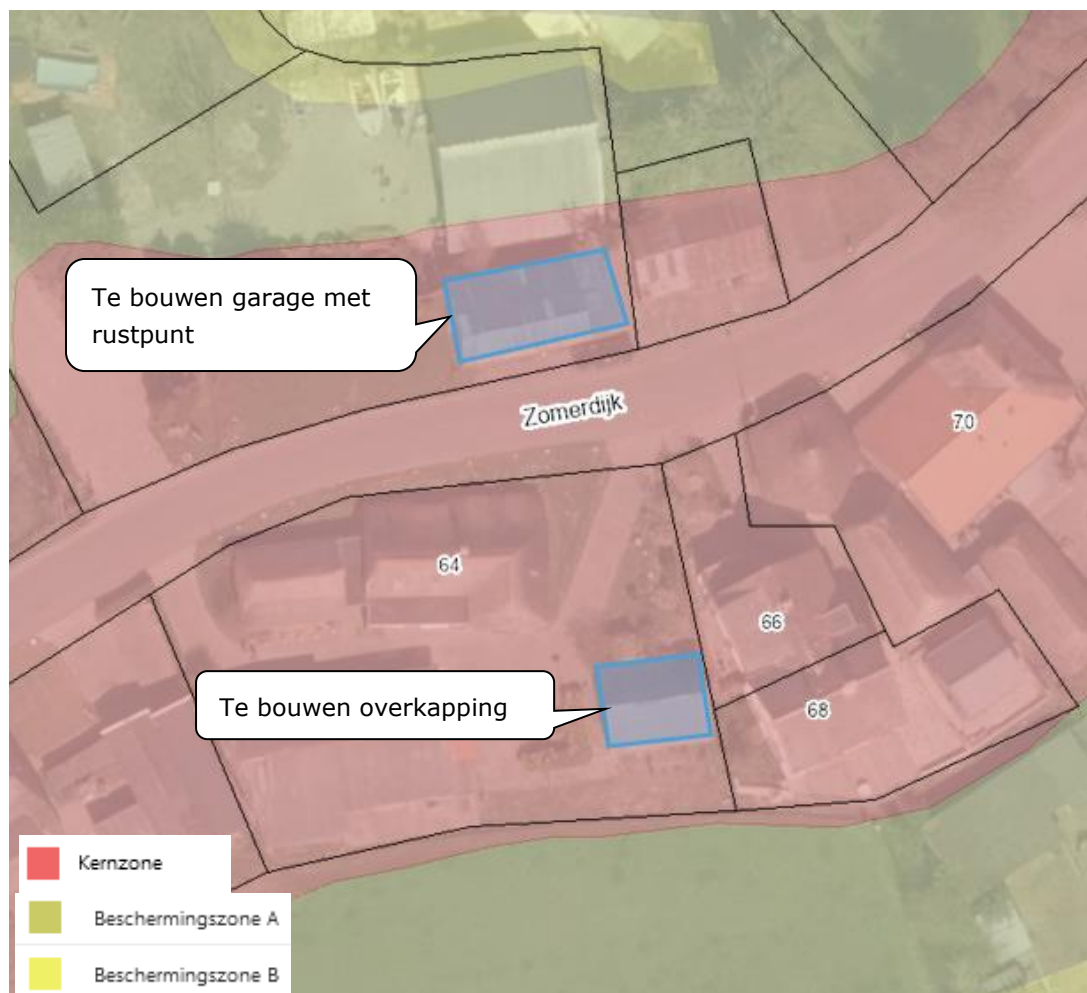 Te bouwen garage met
rustpunt
Zomerdijk
70
64
66
Te bouwen overkapping
68
Kernzone
Beschermingszone A
Beschermingszone B